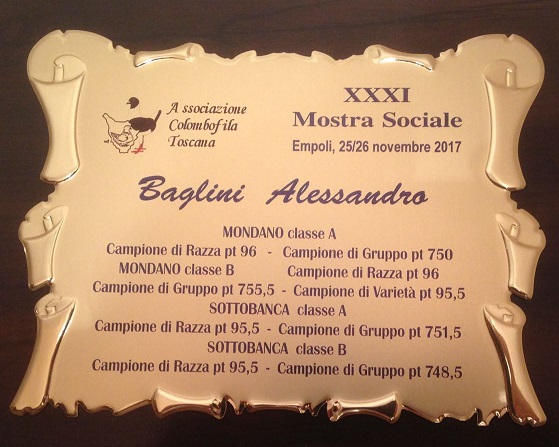 Associazione
Colombofila
Toscana
XXXI
Mostra Sociale
Empoli, 25/26 novembre 2017
Baglini Alessandro
MONDANO classe A
Campione di Razza pt 96 - Campione di Gruppo pt 750
MONDANO classe B Campione di Razza pt 96
Campione di Gruppo pt 755,5 - Campione di Varietà pt 95,5
SOTTOBANCA classe A
Campione di Razza pt 95,5 - Campione di Gruppo pt 751,5
SOTTOBANCA classe B
Campione di Razza pt 95,5 - Campione di Gruppo pt 748,5